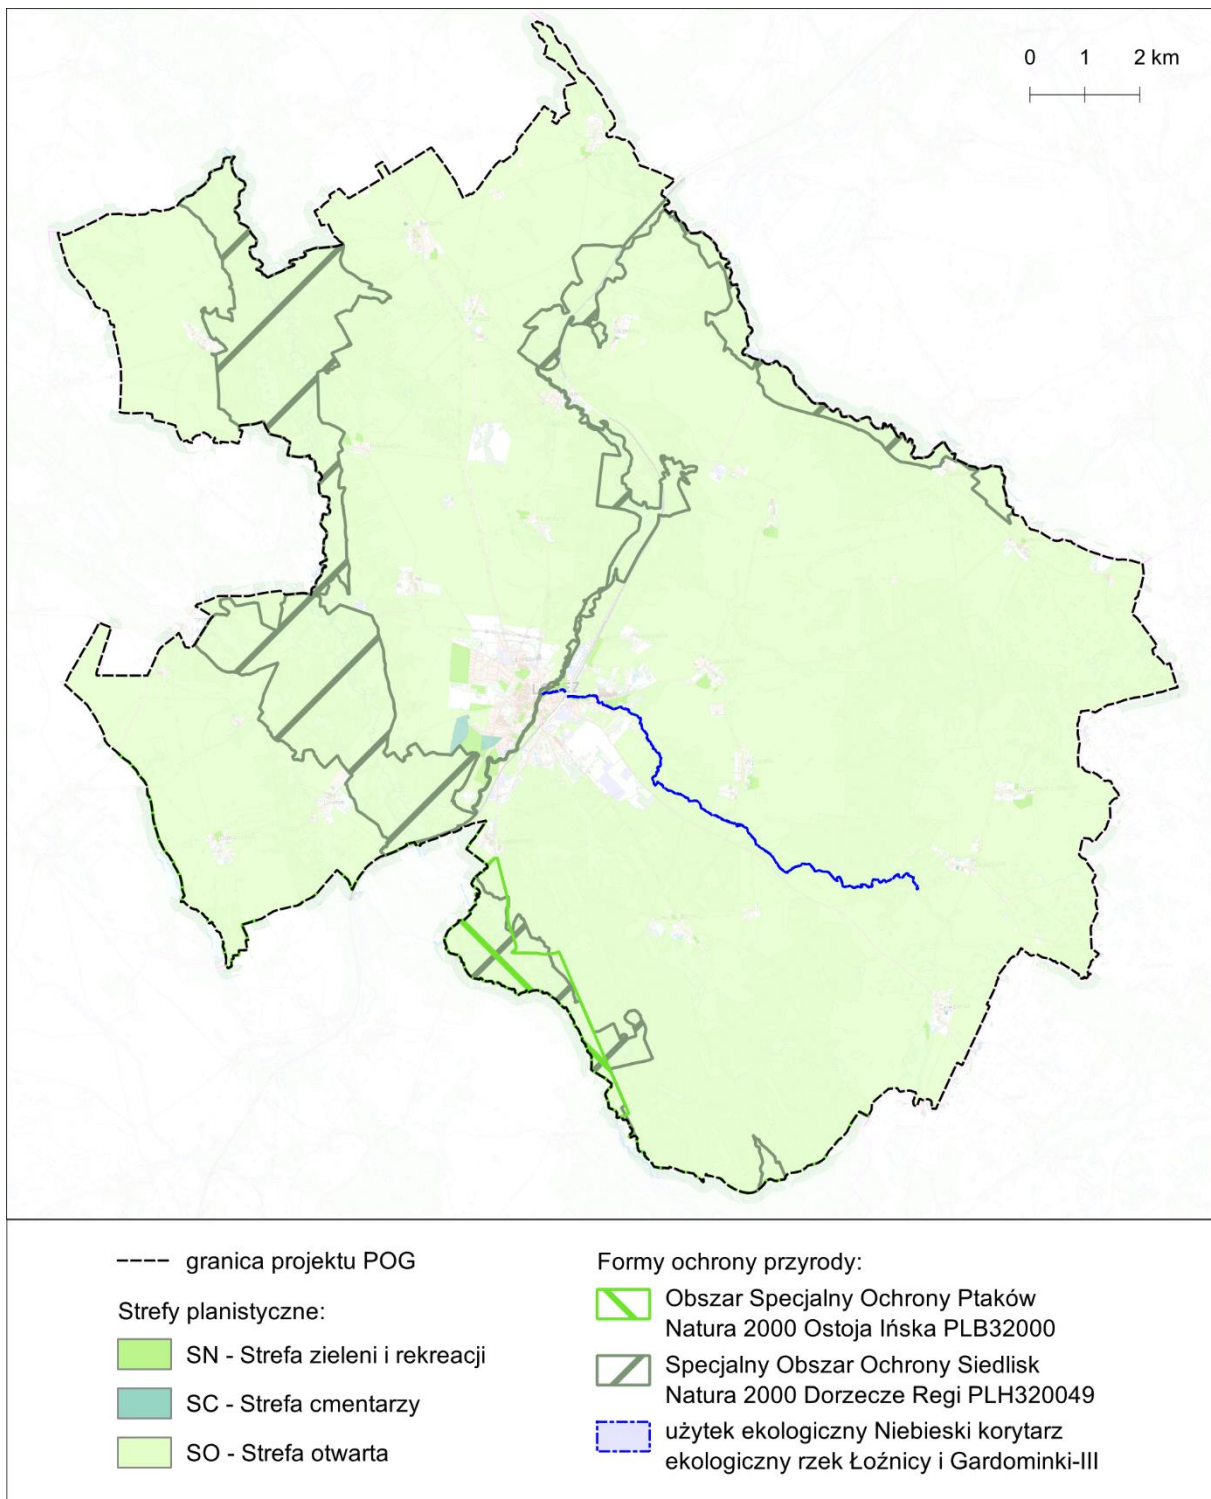 0 1 2 km
granica projektu POG
Strefy planistyczne:
SN - Strefa zieleni i rekreacji
SC - Strefa cmentarzy
SO - Strefa otwarta
Formy ochrony przyrody:
Obszar Specjalny Ochrony Ptaków
Natura 2000 Ostoja Ińska PLB32000
Specjalny Obszar Ochrony Siedlisk
Natura 2000 Dorzecze Regi PLH320049
użytek ekologiczny Niebieski korytarz
ekologiczny rzek Łoźnicy i Gardominki-III